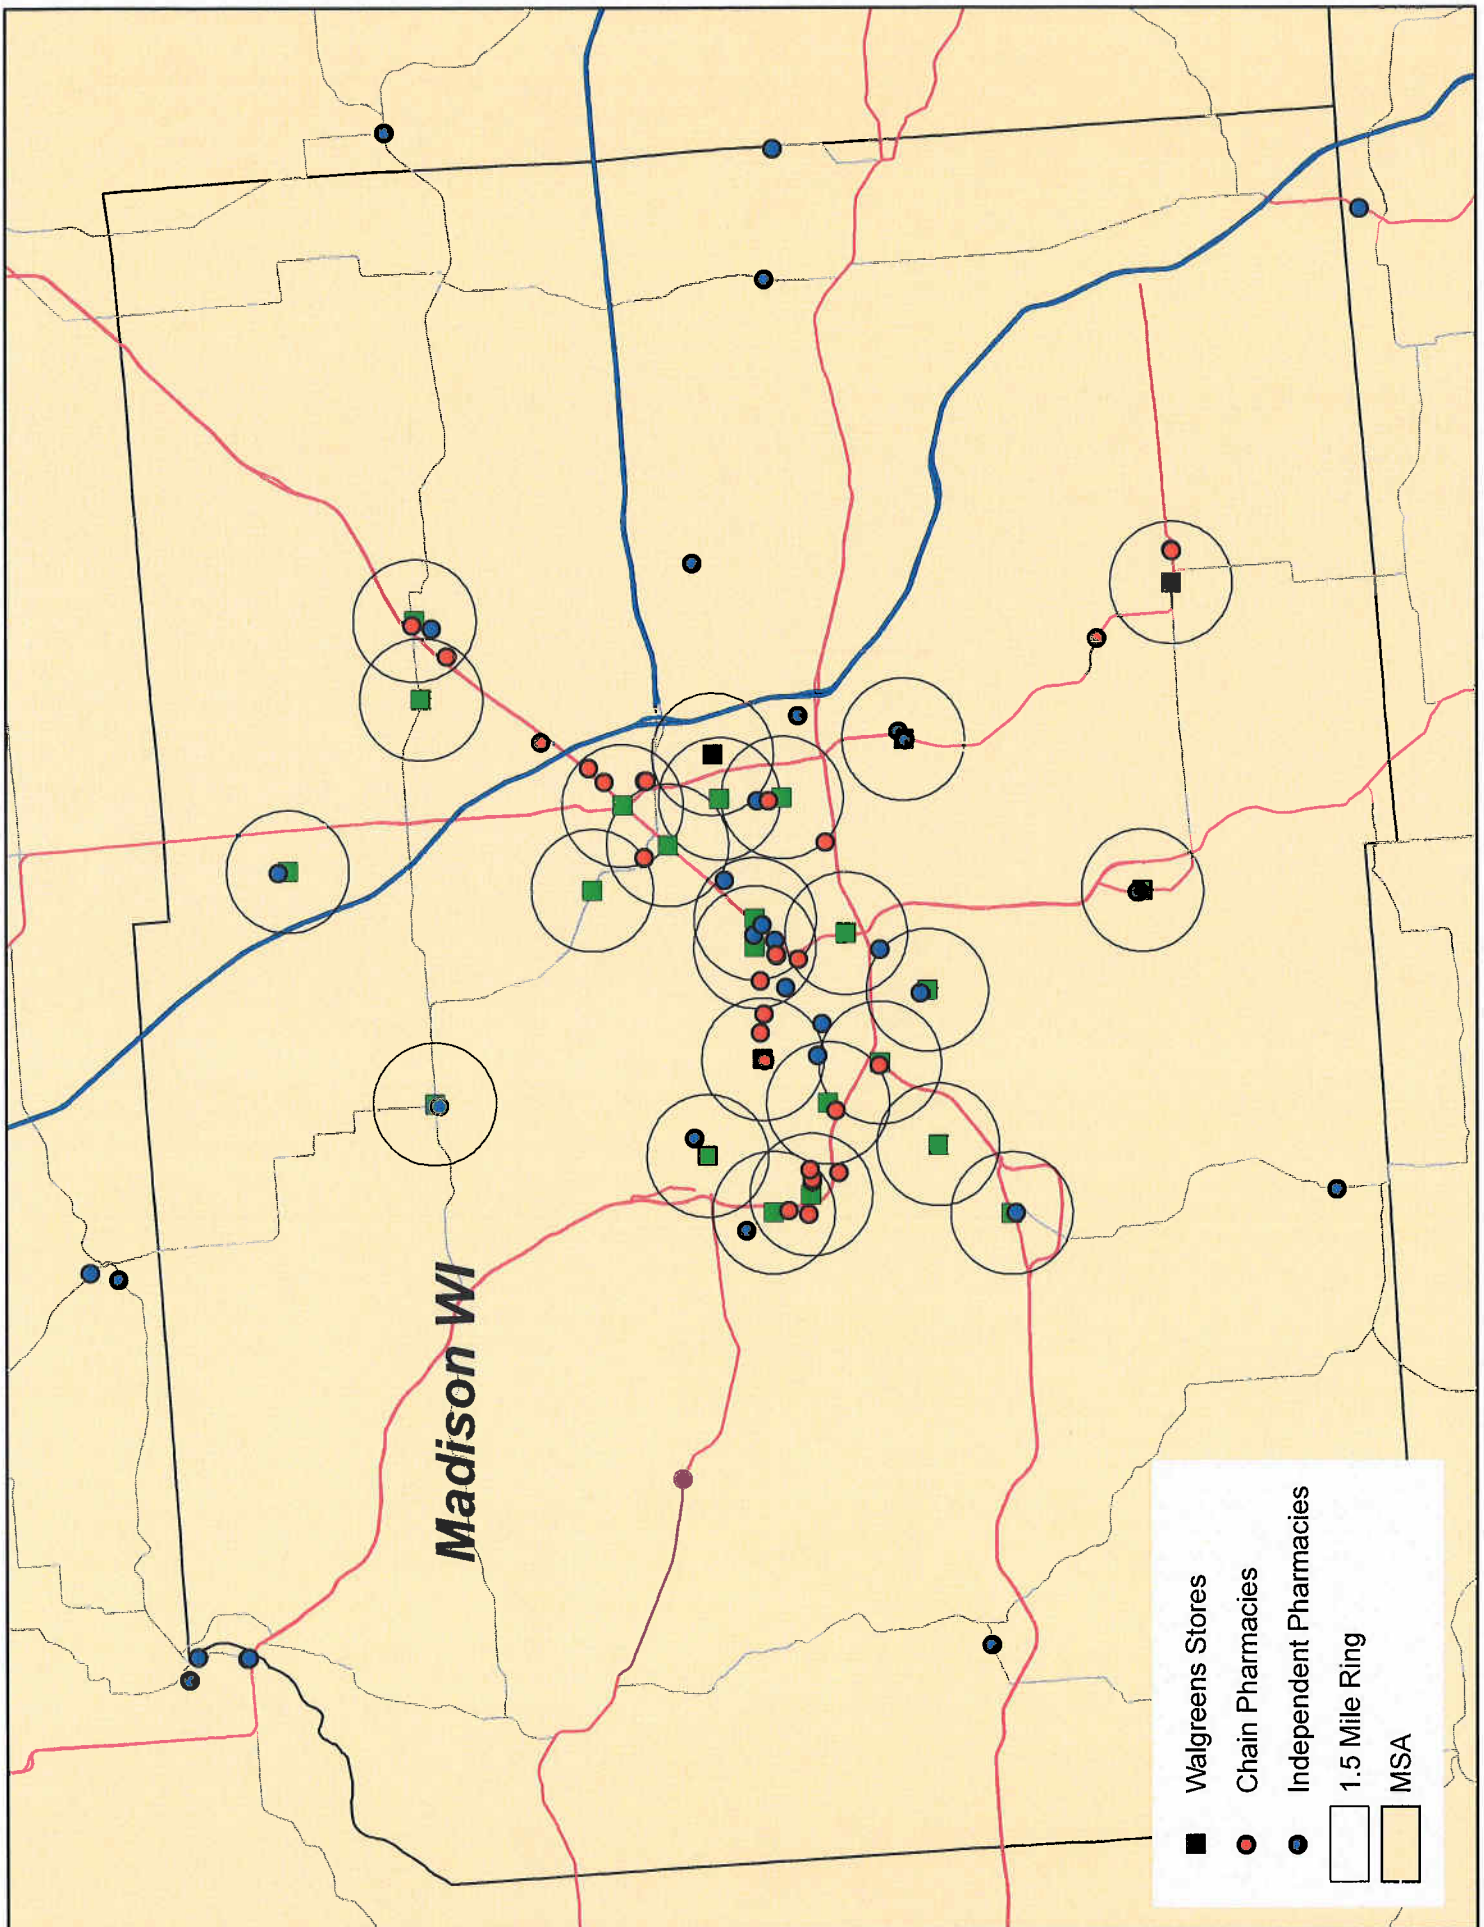 Madison WI
Walgreens Stores
Chain Pharmacies
Independent Pharmacies
1.5 Mile Ring
MSA